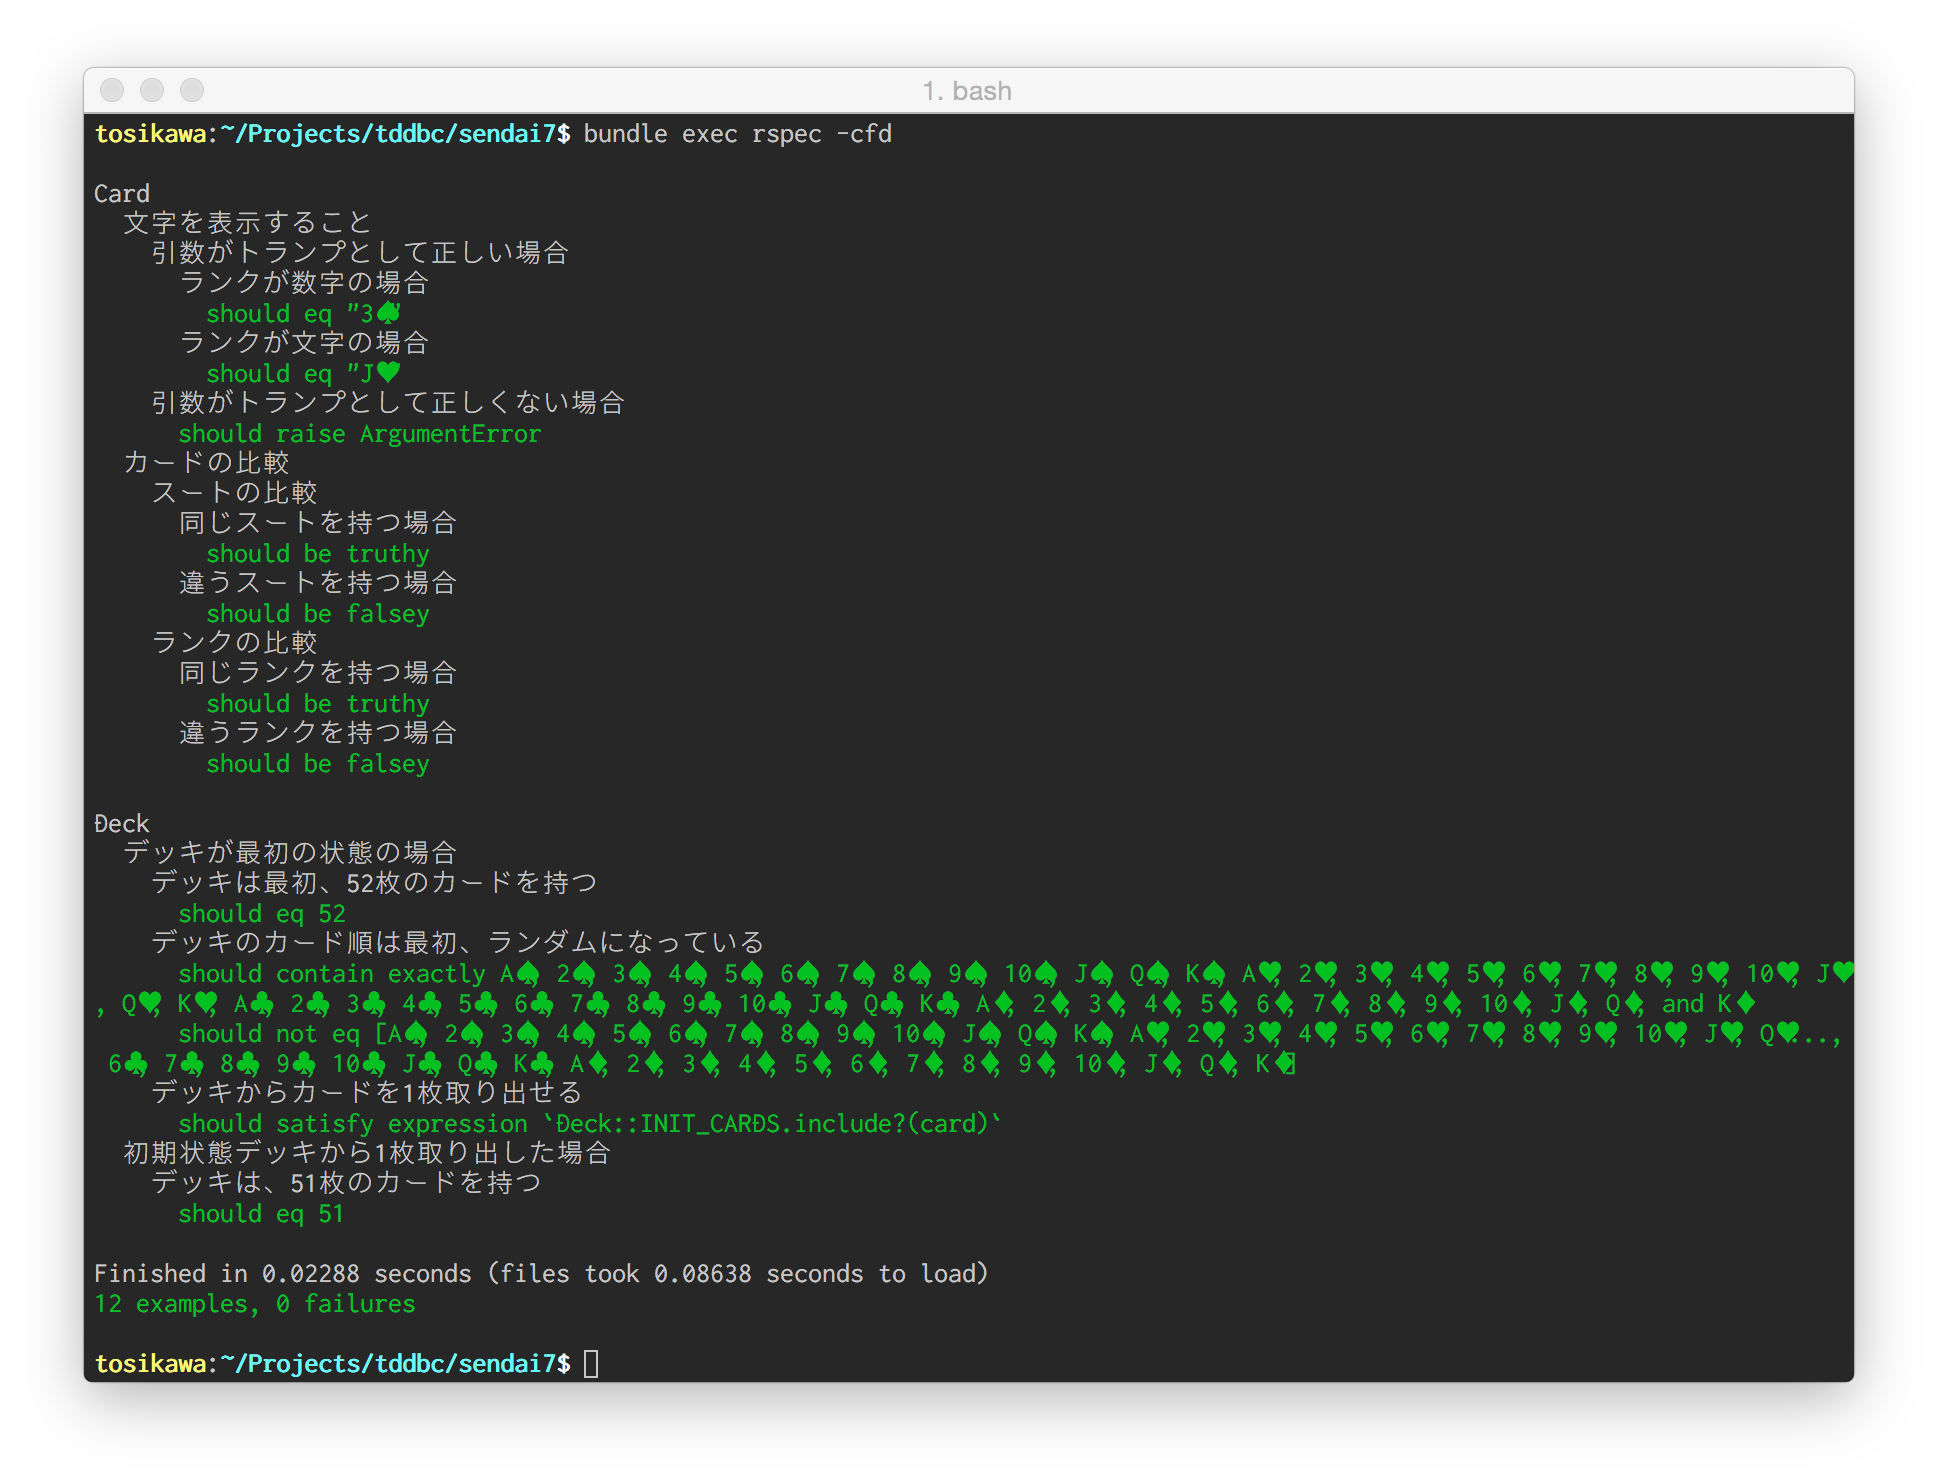 1. bash
tosikawa:~/Projects/tddbc/sendai7$ bundle exec rspec -cfd
Card
文字を表示すること
引数がトランプとして正しい場合
ランクが数字の場合
should eq "3♠"
ランクが文字の場合
should eq "J♥"
引数がトランプとして正しくない場合
should raise ArgumentError
カードの比較
スートの比較
同じスートを持つ場合
should be truthy
違うスートを持つ場合
should be falsey
ランクの比較
同じランクを持つ場合
should be truthy
違うランクを持つ場合
should be falsey
Deck
デッキが最初の状態の場合
デッキは最初、52枚のカードを持つ
should eq 52
デッキのカード順は最初、ランダムになっている
should contain exactly A♠, 2♠, 3♠, 4♠, 5♠, 6♠, 7♠, 8♠, 9♠, 10♠, J♠, Q♠, K♠, A♥, 2♥, 3♥, 4♥, 5♥, 6♥, 7♥, 8♥, 9♥, 10♥, J♥
, Q♥, K♥, A♣, 2♣, 3♣, 4♣, 5♣, 6♣, 7♣, 8♣, 9♣, 10♣, J♣, Q♣, K♣, A♦, 2♦, 3♦, 4♦, 5♦, 6♦, 7♦, 8♦, 9♦, 10♦, J♦, Q♦, and K♦
should not eq [A♠, 2♠, 3♠, 4♠, 5♠, 6♠, 7♠, 8♠, 9♠, 10♠, J♠, Q♠, K♠, A♥, 2♥, 3♥, 4♥, 5♥, 6♥, 7♥, 8♥, 9♥, 10♥, J♥, Q♥...,
6♣, 7♣, 8♣, 9♣, 10♣, J♣, Q♣, K♣, A♦, 2♦, 3♦, 4♦, 5♦, 6♦, 7♦, 8♦, 9♦, 10♦, J♦, Q♦, K♦]
デッキからカードを1枚取り出せる
should satisfy expression `Deck::INIT_CARDS.include?(card)`
初期状態デッキから1枚取り出した場合
デッキは、51枚のカードを持つ
should eq 51
Finished in 0.02288 seconds (files took 0.08638 seconds to load)
12 examples, 0 failures
tosikawa:~/Projects/tddbc/sendai7$